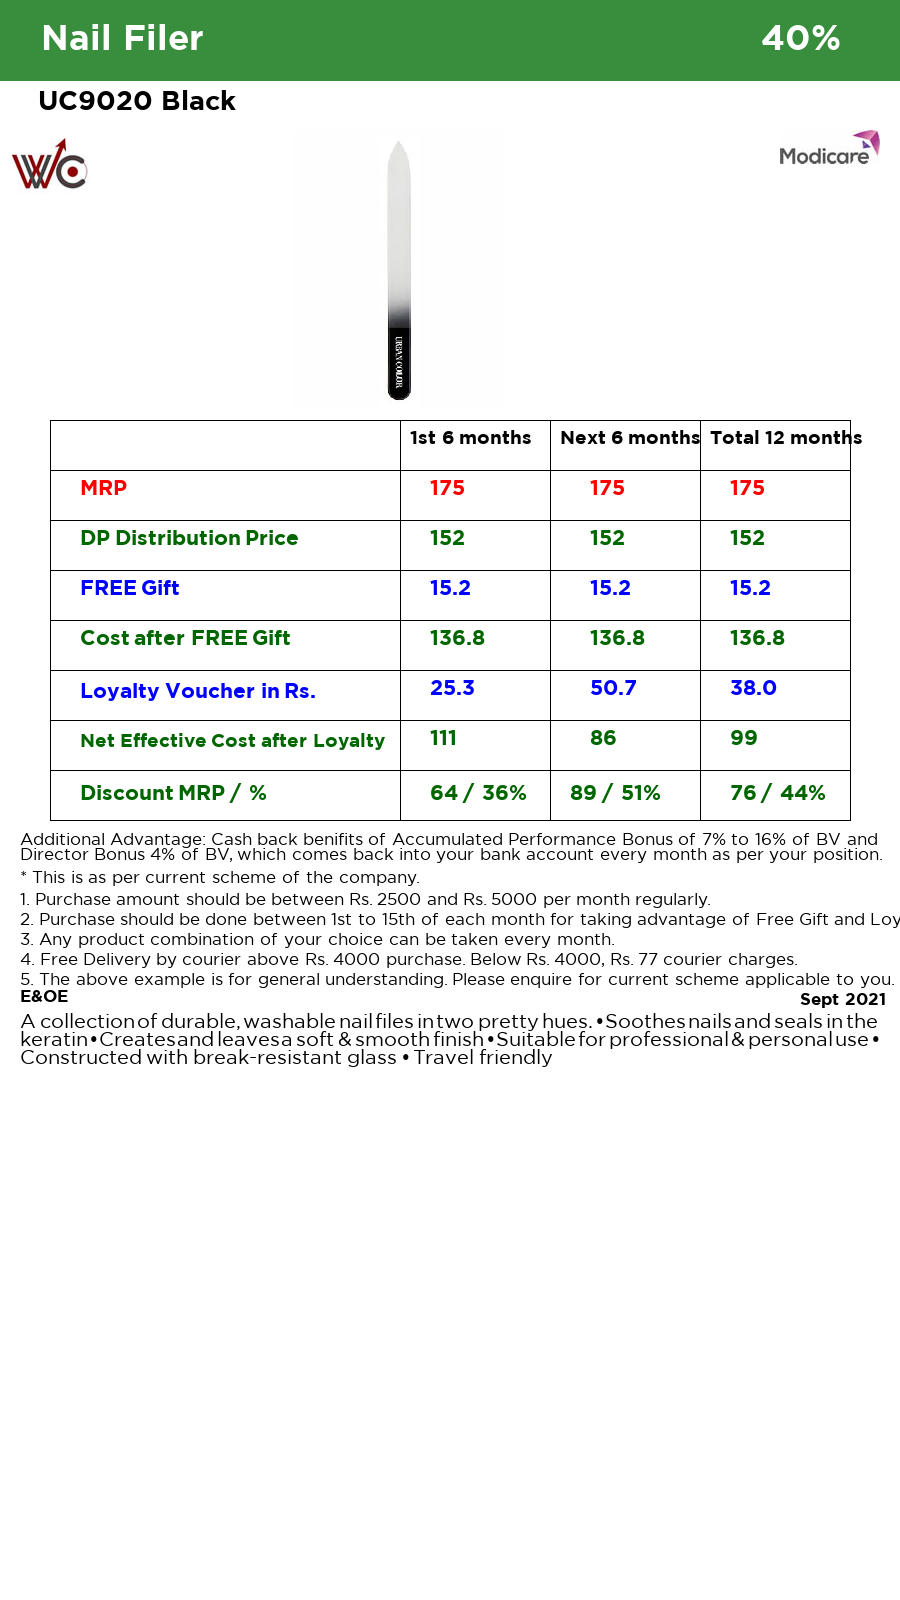 Nail Filer 40%
UC9020 Black
WC
Modicare
URBAN COLOR
1st 6 months Next 6 months Total 12 months
MRP 175 175 175
DP Distribution Price 152 152 152
FREE Gift 15.2 15.2 15.2
Cost after FREE Gift 136.8 136.8 136.8
Loyalty Voucher in Rs. 25.3 50.7 38.0
Net Effective Cost after Loyalty 111 86 99
Discount MRP / % 64 / 36% 89 / 51% 76 / 44%
Additional Advantage: Cash back benifits of Accumulated Performance Bonus of 7% to 16% of BV and
Director Bonus 4% of BV, which comes back into your bank account every month as per your position.
* This is as per current scheme of the company.
1. Purchase amount should be between Rs. 2500 and Rs. 5000 per month regularly.
2. Purchase should be done between 1st to 15th of each month for taking advantage of Free Gift and Loy
3. Any product combination of your choice can be taken every month.
4. Free Delivery by courier above Rs. 4000 purchase. Below Rs. 4000, Rs. 77 courier charges.
5. The above example is for general understanding. Please enquire for current scheme applicable to you.
E&OE
Sept 2021
A collection of durable, washable nail files in two pretty hues. • Soothes nails and seals in the
keratin • Creates and leaves a soft & smooth finish • Suitable for professional & personal use •
Constructed with break-resistant glass • Travel friendly